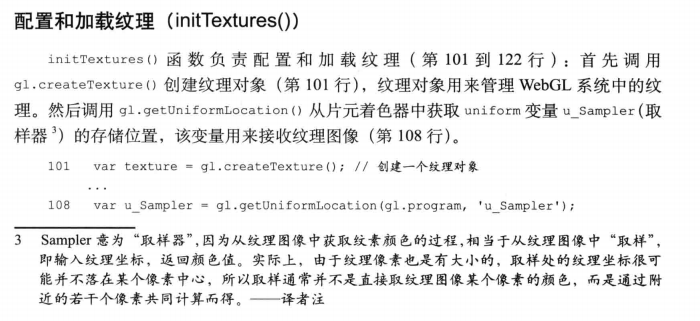 配置和加载纹理（initTextures()）
initTextures() 函数负责配置和加载纹理（第 101 到 122 行）：首先调用
gl.createTexture() 创建纹理对象（第 101 行），纹理对象用来管理 WebGL 系统中的纹
理。然后调用 gl.getUniformLocation() 从片元着色器中获取 uniform 变量 u_Sampler（取
样器 3）的存储位置，该变量用来接收纹理图像（第 108 行）。
101 var texture = gl.createTexture(); // 创建一个纹理对象
...
108 var u_Sampler = gl.getUniformLocation(gl.program, 'u_Sampler');
3 Sampler 意为“取样器”,因为从纹理图像中获取纹素颜色的过程,相当于从纹理图像中“取样”,
即输入纹理坐标，返回颜色值。实际上，由于纹理像素也是有大小的，取样处的纹理坐标很可
能并不落在某个像素中心，所以取样通常并不是直接取纹理图像某个像素的颜色，而是通过附
近的若干个像素共同计算而得。——译者注